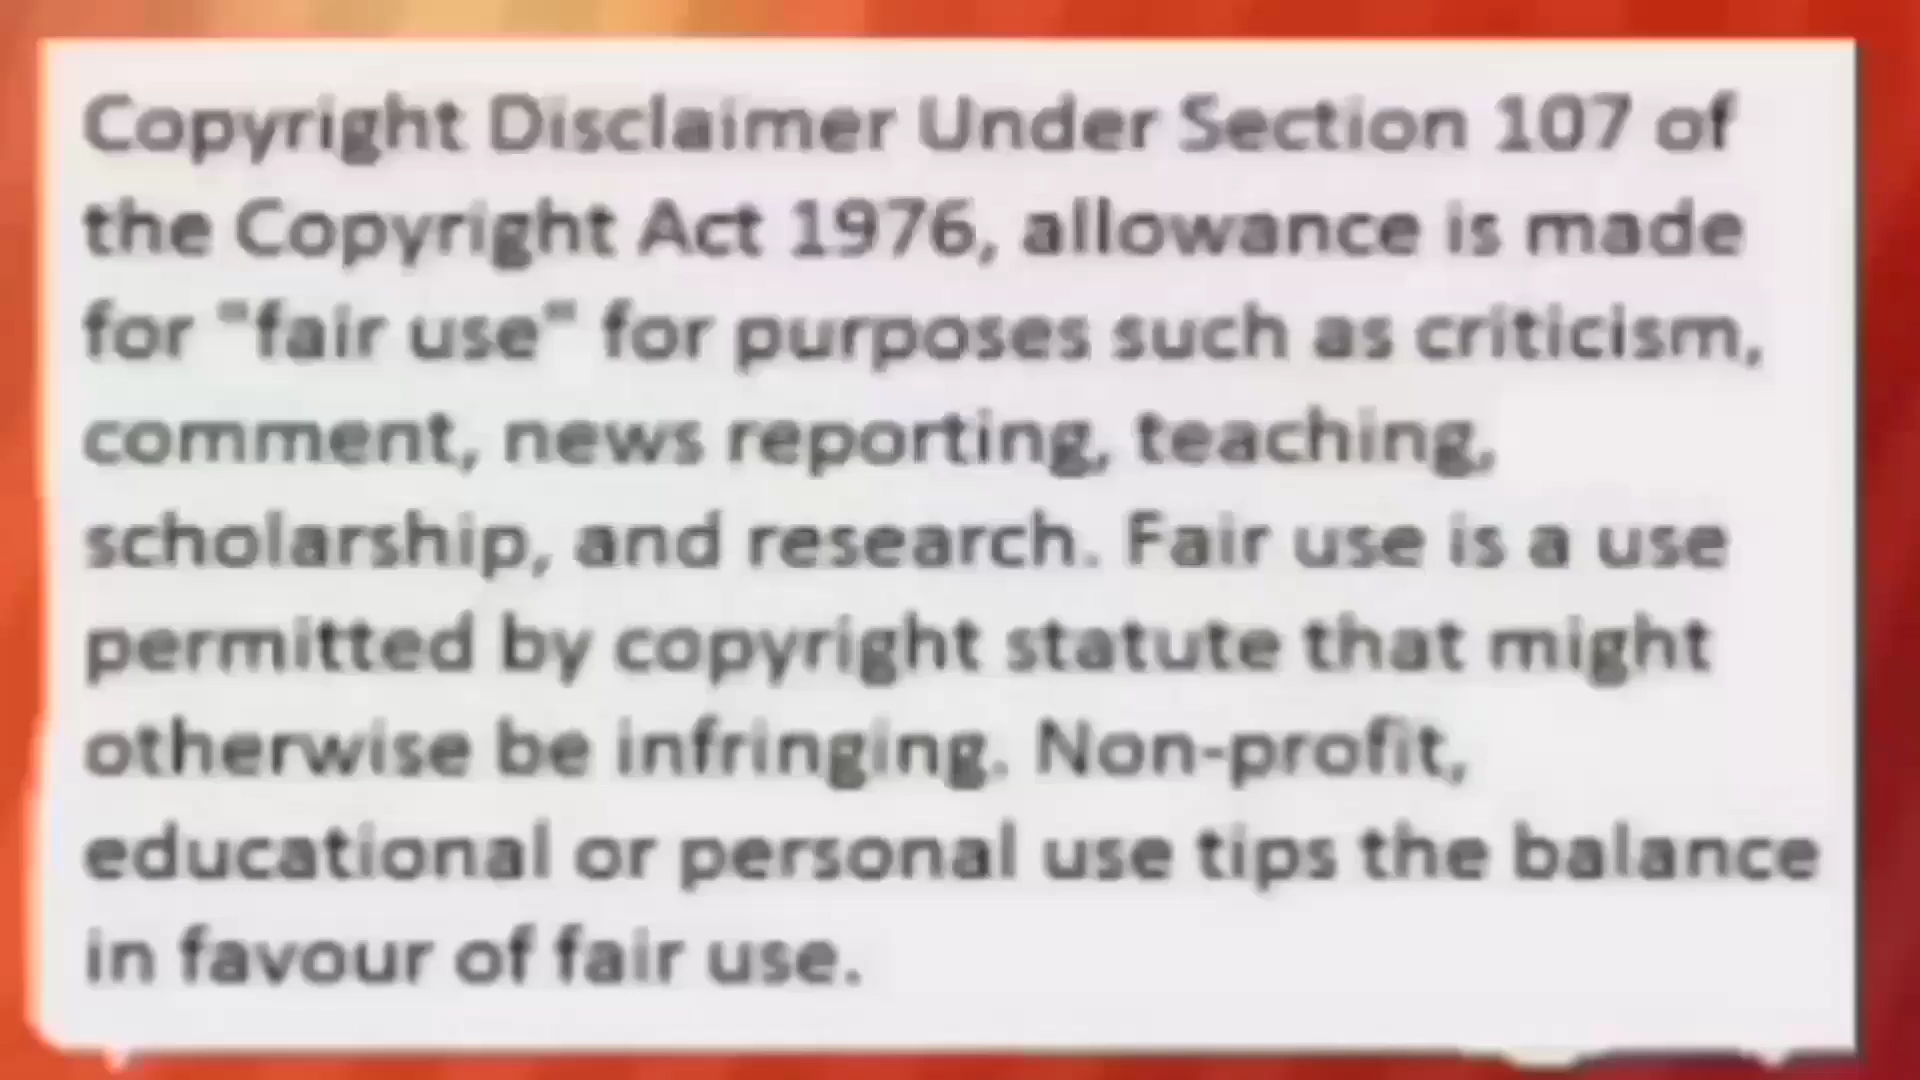 Copyright Disclaimer Under Section 107 of
the Copyright Act 1976, allowance is made
for "fair use" for purposes such as criticism,
comment, news reporting, teaching,
scholarship, and research. Fair use is a use
permitted by copyright statute that might
otherwise be infringing. Non-profit,
educational or personal use tips the balance
in favour of fair use.